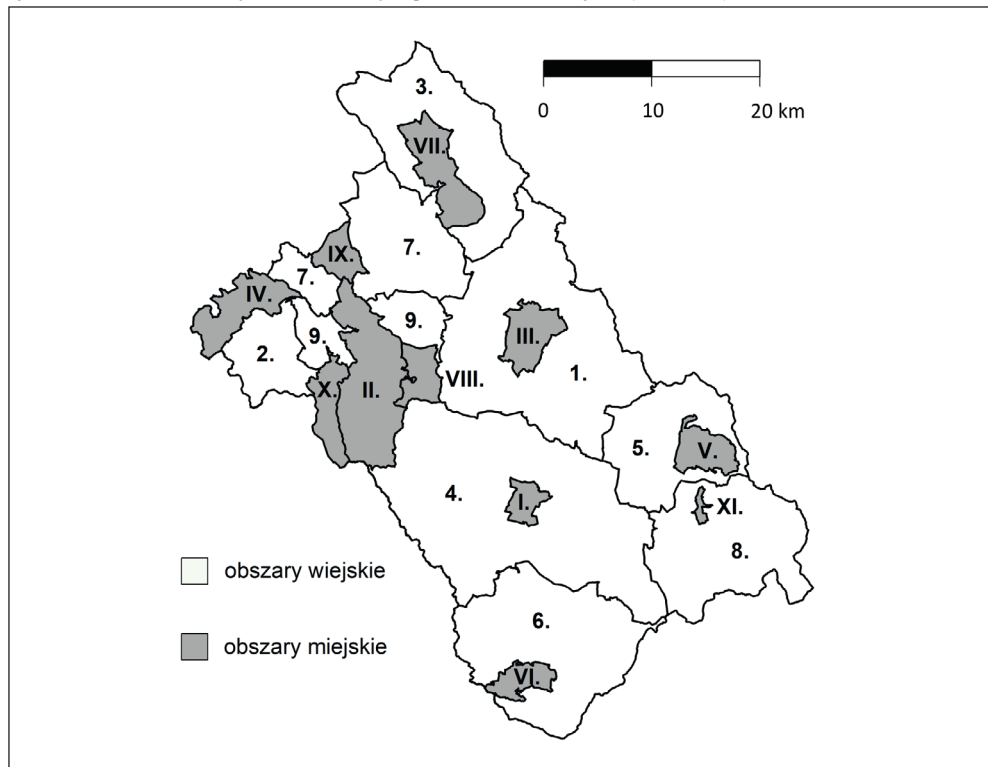 3.
0
10
20 km
VII.
7.
IX.
7.
IV.
9.
III.
9.
2.
1.
X.
II.
VIII.
5.
V.
4.
I.
XI.
8.
obszary wiejskie
6.
obszary miejskie
VI.